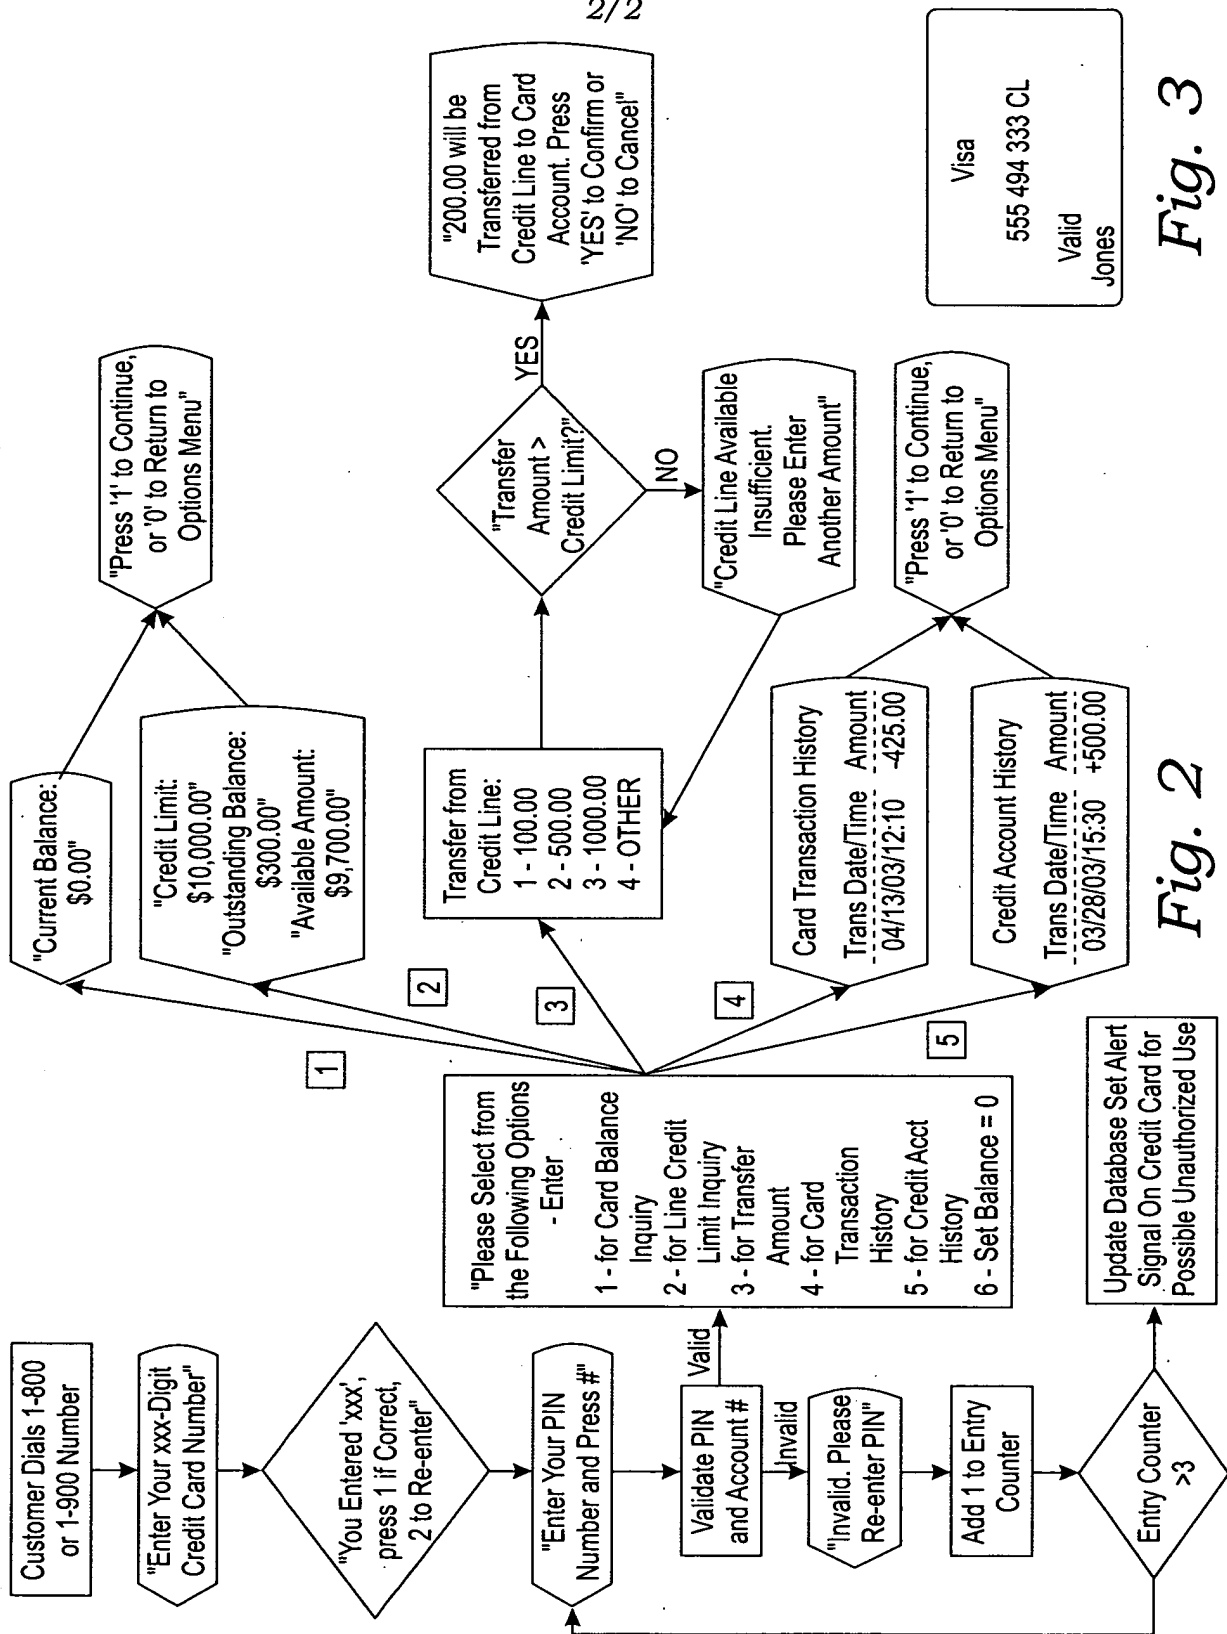 2/2
Customer Dials 1-800
or 1-900 Number
"Enter Your xxx-Digit
Credit Card Number"
"You Entered 'xxx',
press 1 if Correct,
2 to Re-enter"
"Enter Your PIN
Number and Press #"
Validate PIN
and Account #
Valid
Invalid
"Invalid. Please
Re-enter PIN"
Add 1 to Entry
Counter
Entry Counter
>3
Update Database Set Alert
Signal On Credit Card for
Possible Unauthorized Use
"Please Select from
the Following Options
- Enter
1 - for Card Balance
Inquiry
2 - for Line Credit
Limit Inquiry
3 - for Transfer
Amount
4 - for Card
Transaction
History
5 - for Credit Acct
History
6 - Set Balance = 0
1
2
3
4
5
"Current Balance:
$0.00"
"Credit Limit:
$10,000.00"
"Outstanding Balance:
$300.00"
"Available Amount:
$9,700.00"
"Press '1' to Continue,
or '0' to Return to
Options Menu"
Transfer from
Credit Line:
1 - 100.00
2 - 500.00
3 - 1000.00
4 - OTHER
"Transfer
Amount >
Credit Limit?"
YES
NO
"200.00 will be
Transferred from
Credit Line to Card
Account. Press
'YES' to Confirm or
'NO' to Cancel"
"Credit Line Available
Insufficient.
Please Enter
Another Amount"
Card Transaction History
Trans Date/Time Amount
04/13/03/12:10 -425.00
Credit Account History
Trans Date/Time Amount
03/28/03/15:30 +500.00
"Press '1' to Continue,
or '0' to Return to
Options Menu"
Fig. 2
Visa
555 494 333 CL
Valid
Jones
Fig. 3